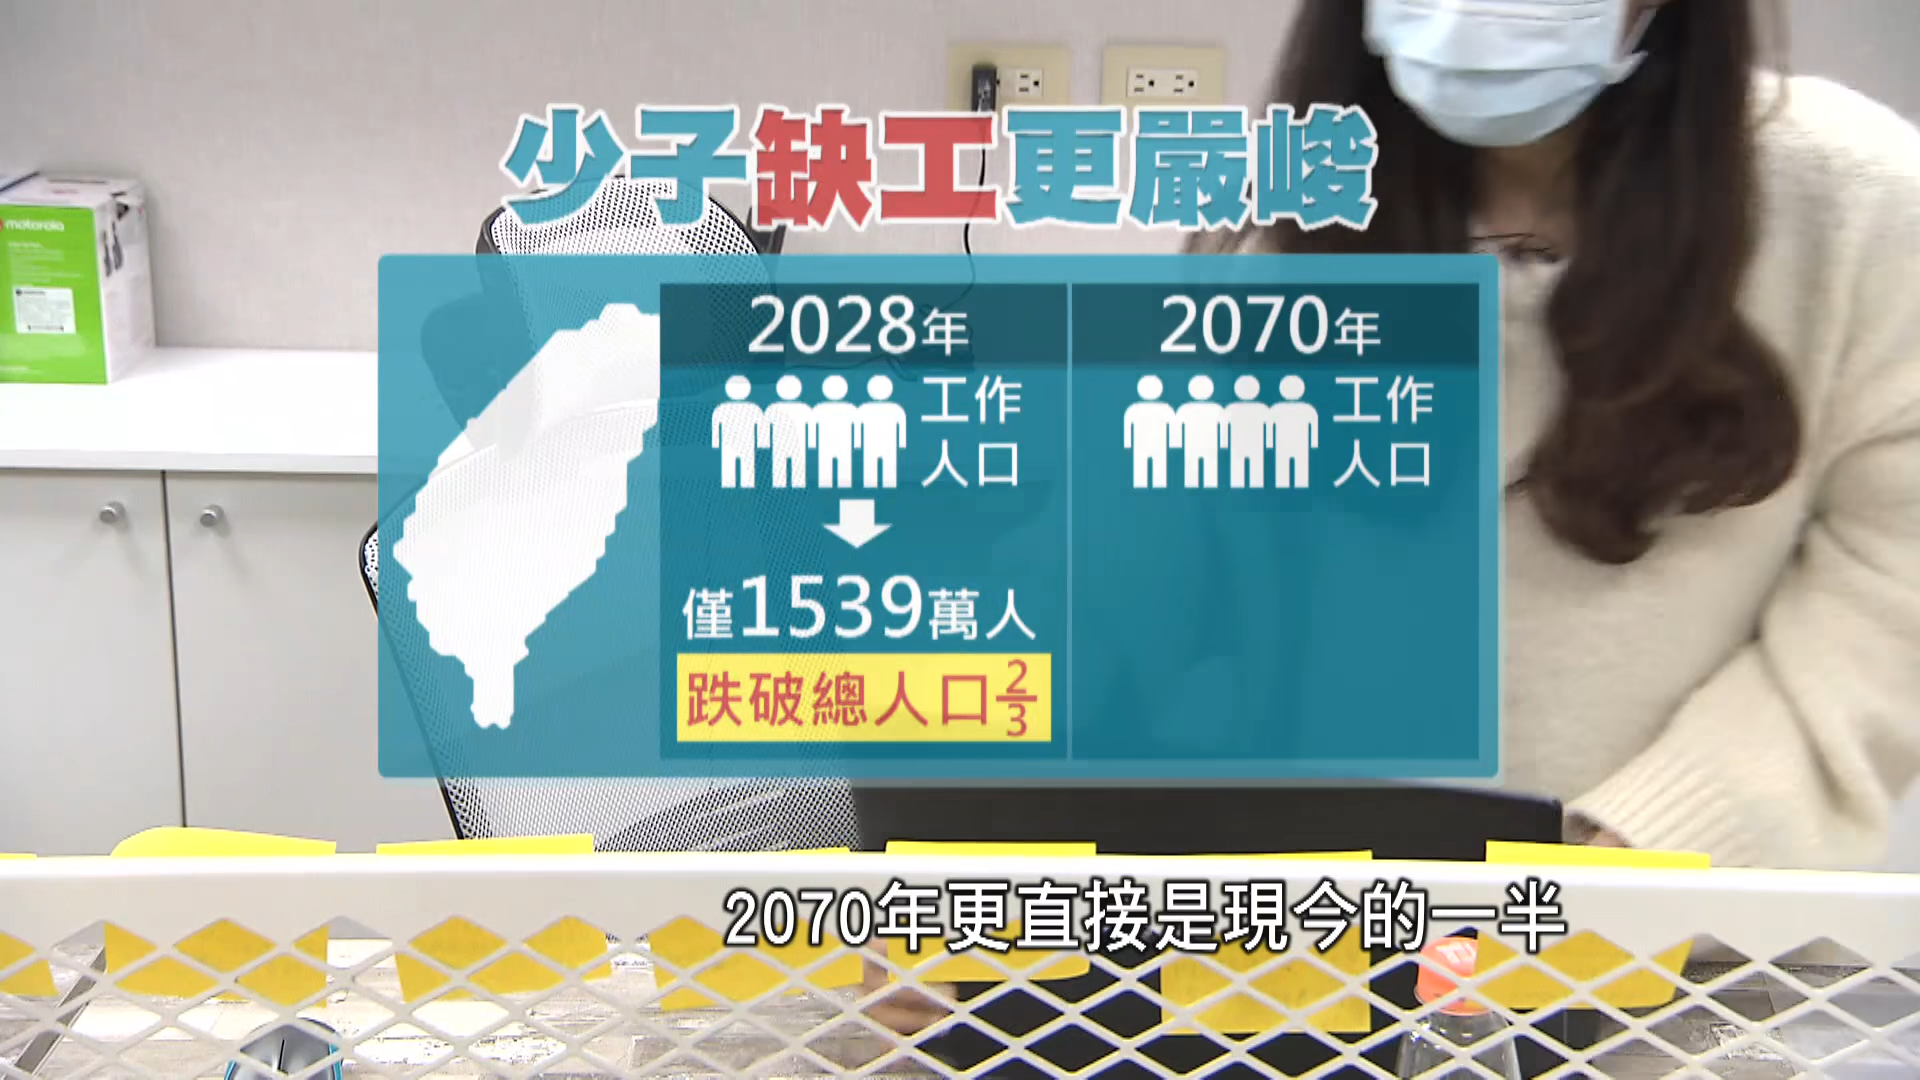 少子缺工更嚴峻
motorola
2028年
工作
人口
僅1539萬人
跌破總人口2/3
2070年
工作
人口
2070年更直接是現今的一半